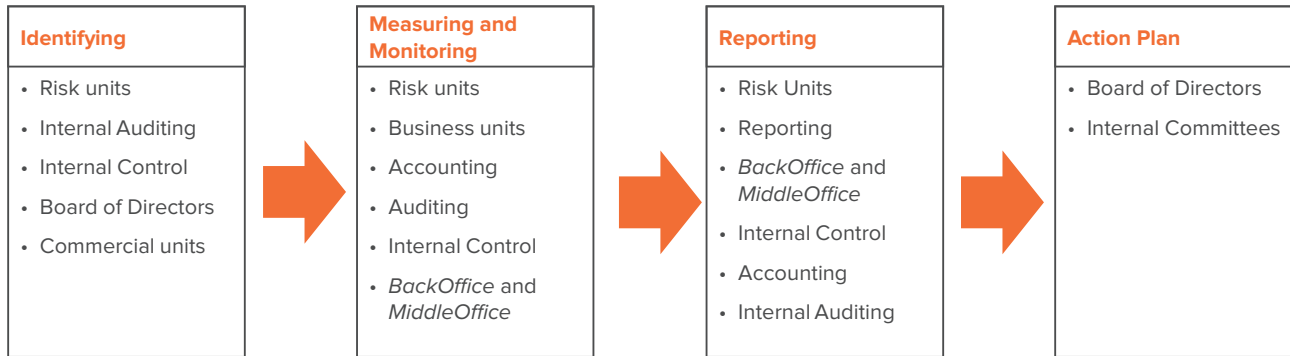 Identifying
• Risk units
• Internal Auditing
• Internal Control
• Board of Directors
• Commercial units
Measuring and
Monitoring
• Risk units
• Business units
• Accounting
• Auditing
• Internal Control
• BackOffice and
MiddleOffice
Reporting
• Risk Units
• Reporting
• BackOffice and
MiddleOffice
• Internal Control
• Accounting
• Internal Auditing
Action Plan
• Board of Directors
• Internal Committees